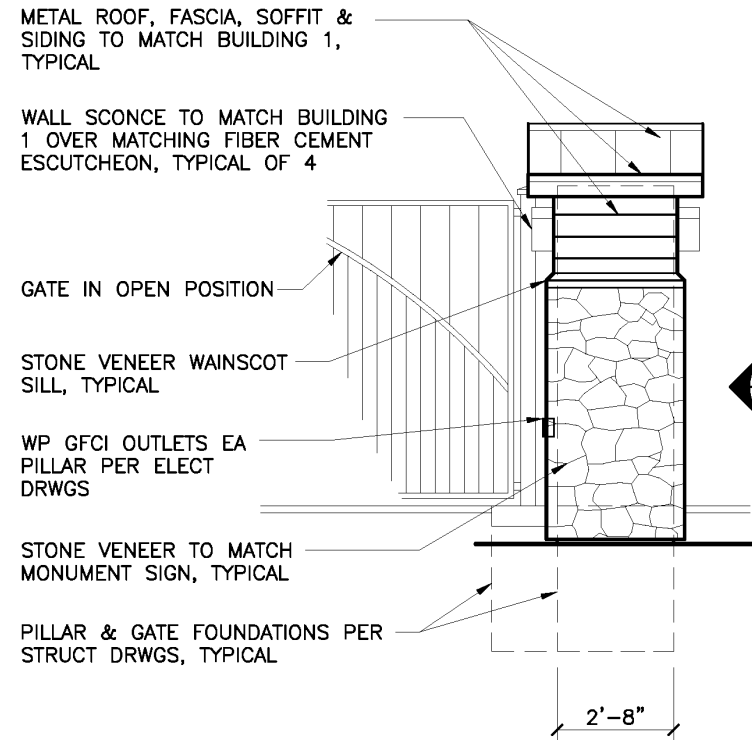 METAL ROOF, FASCIA, SOFFIT &
SIDING TO MATCH BUILDING 1,
TYPICAL
WALL SCONCE TO MATCH BUILDING
1 OVER MATCHING FIBER CEMENT
ESCUTCHEON, TYPICAL OF 4
GATE IN OPEN POSITION
STONE VENEER WAINSCOT
SILL, TYPICAL
WP GFCI OUTLETS EA
PILLAR PER ELECT
DRWGS
STONE VENEER TO MATCH
MONUMENT SIGN, TYPICAL
PILLAR & GATE FOUNDATIONS PER
STRUCT DRWGS, TYPICAL
2'-8"